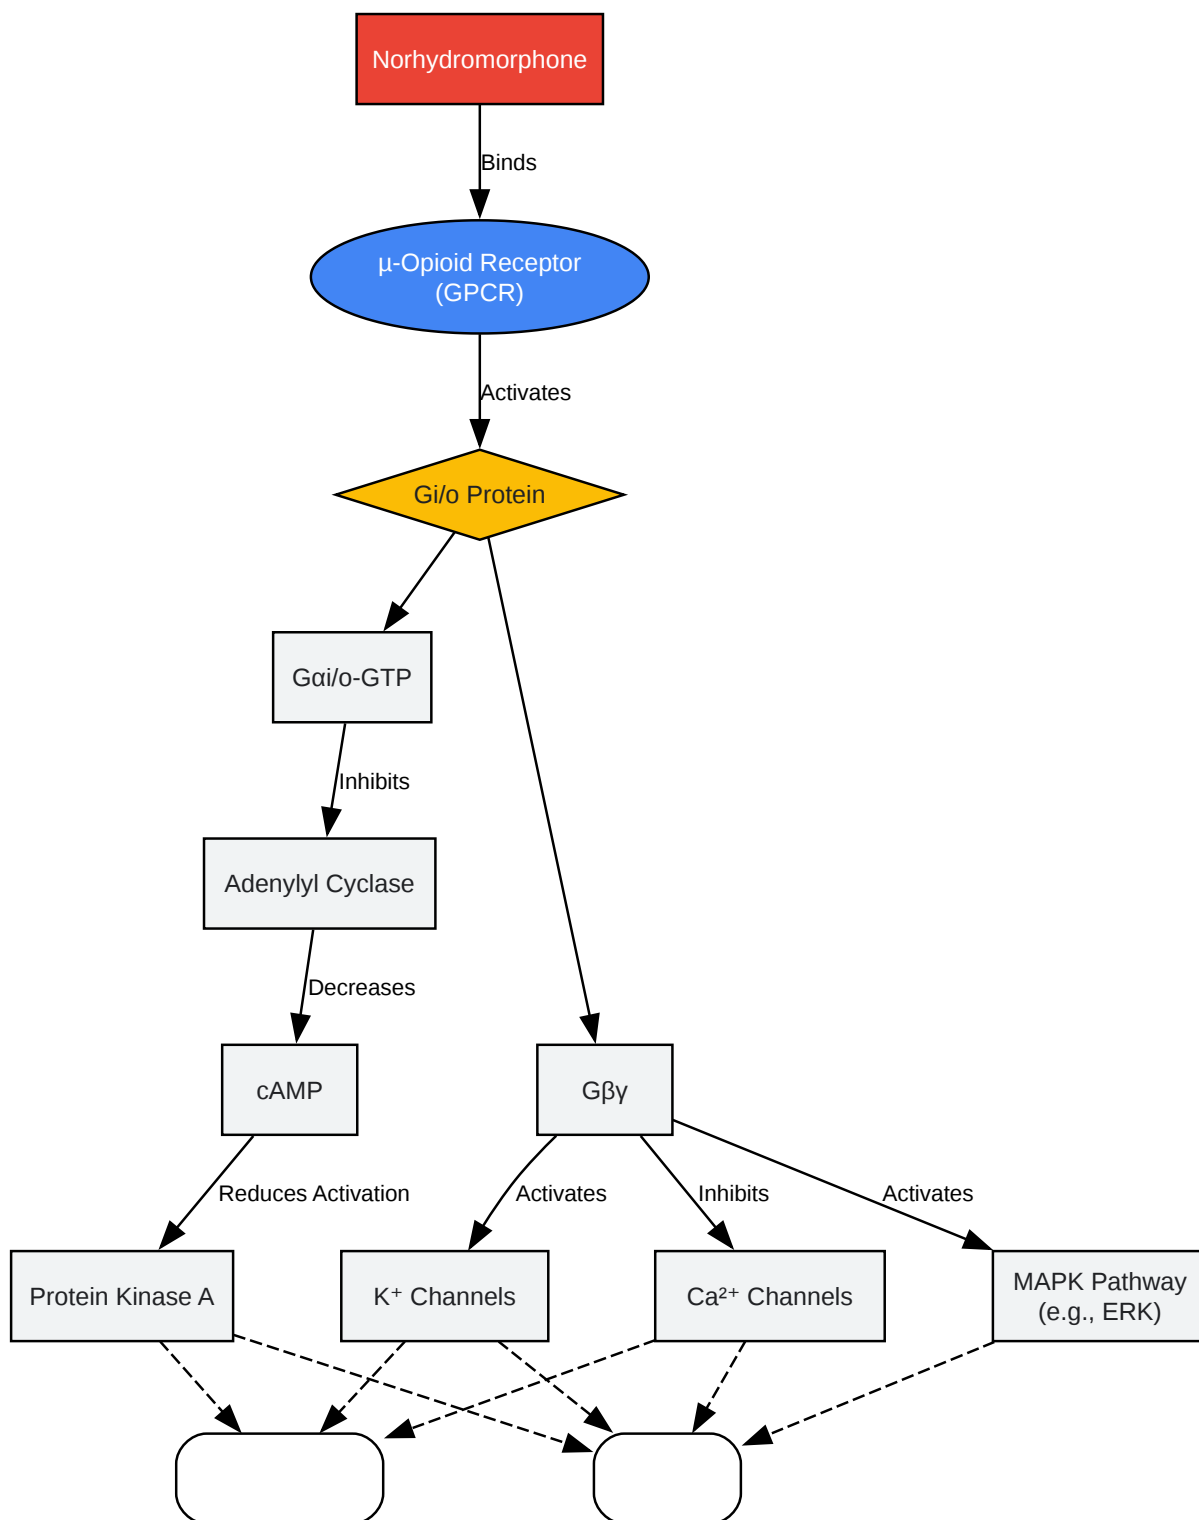 Norhydromorphone
Binds
µ-Opioid Receptor
(GPCR)
Activates
Gi/o Protein
Gαi/o-GTP
Inhibits
Adenylyl Cyclase
Decreases
cAMP
Gβγ
Reduces Activation
Activates
Inhibits
Activates
Protein Kinase A
K⁺ Channels
Ca²⁺ Channels
MAPK Pathway
(e.g., ERK)